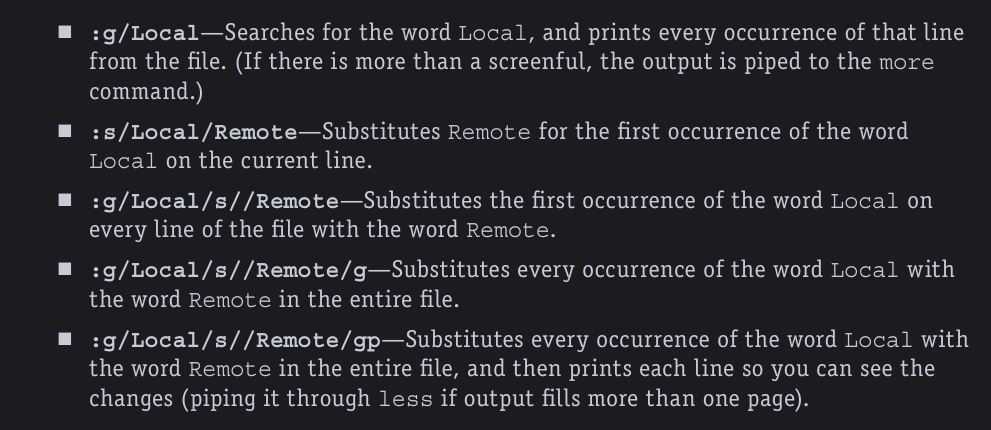 ■ :g/Local—Searches for the word Local, and prints every occurrence of that line
from the file. (If there is more than a screenful, the output is piped to the more
command.)
■ :s/Local/Remote—Substitutes Remote for the first occurrence of the word
Local on the current line.
■ :g/Local/s//Remote—Substitutes the first occurrence of the word Local on
every line of the file with the word Remote.
■ :g/Local/s//Remote/g—Substitutes every occurrence of the word Local with
the word Remote in the entire file.
■ :g/Local/s//Remote/gp—Substitutes every occurrence of the word Local with
the word Remote in the entire file, and then prints each line so you can see the
changes (piping it through less if output fills more than one page).